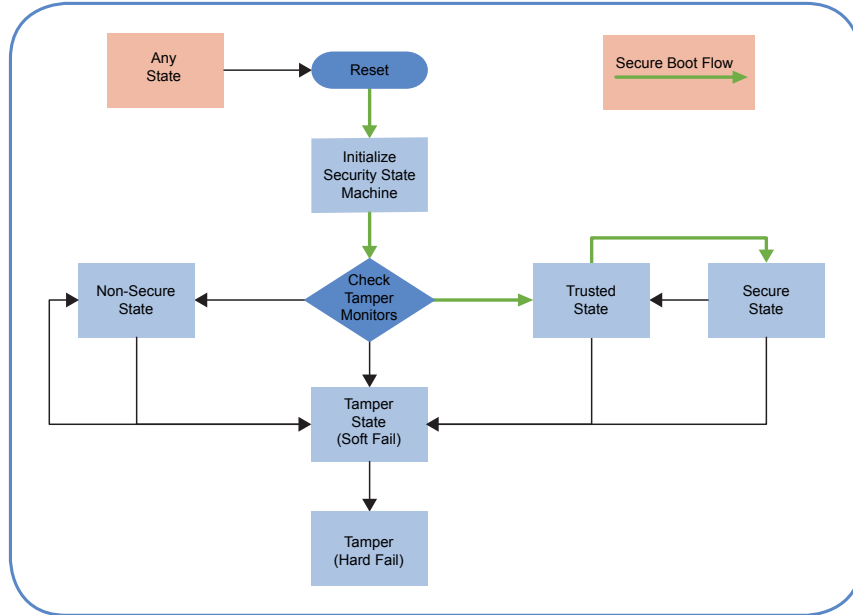 Any
State
Reset
Secure Boot Flow
Initialize
Security State
Machine
Non-Secure
State
Check
Tamper
Monitors
Trusted
State
Secure
State
Tamper
State
(Soft Fail)
Tamper
(Hard Fail)